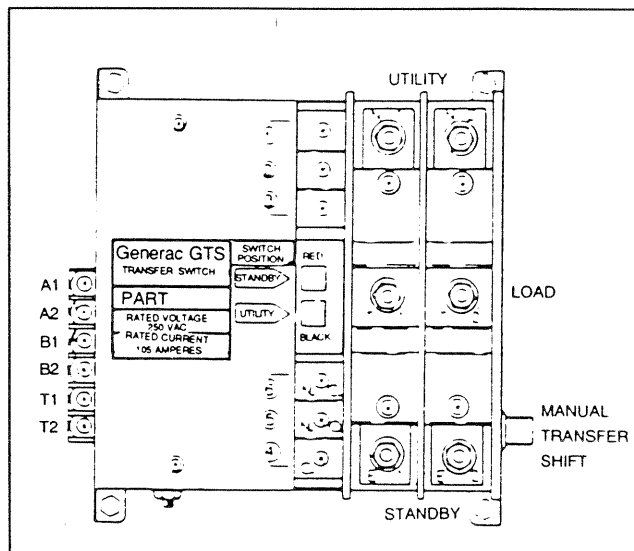 UTILITY
Generac GTS
TRANSFER SWITCH
SWITCH
POSITION
RED
STANDBY
PART
UTILITY
RATED VOLTAGE
250 VAC
RATED CURRENT
105 AMPERES
BLACK
A1
A2
B1
B2
T1
T2
LOAD
MANUAL
TRANSFER
SHIFT
STANDBY